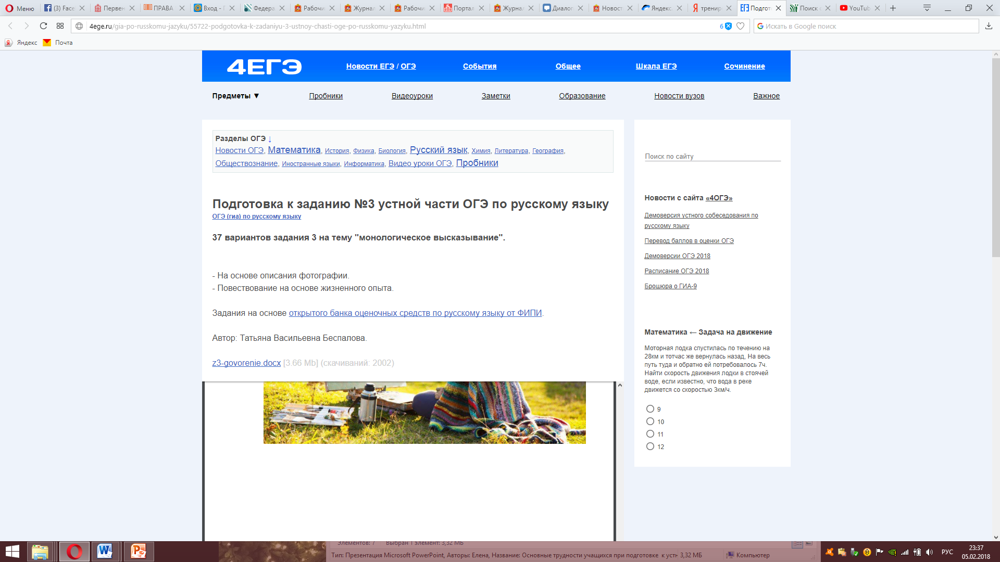 Меню
(3) Face
Первен
ПРАВА
Вход - П
Федера
Рабочи
Журнал
Рабочи
Портал
Журнал
Диалог
Новост
Яндекс.
тренир
Подгот
Поиск с
YouTub
4ege.ru/gia-po-russkomu-jazyku/55722-podgotovka-k-zadaniyu-3-ustnoy-chasti-oge-po-russkomu-yazyku.html
6
Искать в Google поиск
Яндекс
Почта
4ЕГЭ
Новости ЕГЭ / ОГЭ
События
Общее
Шкала ЕГЭ
Сочинение
Предметы ▼
Пробники
Видеоуроки
Заметки
Образование
Новости вузов
Важное
Разделы ОГЭ ↓
Новости ОГЭ, Математика, История, Физика, Биология, Русский язык, Химия, Литература, География,
Обществознание, Иностранные языки, Информатика, Видео уроки ОГЭ, Пробники
Подготовка к заданию №3 устной части ОГЭ по русскому языку
ОГЭ (гиа) по русскому языку
37 вариантов задания 3 на тему "монологическое высказывание".
- На основе описания фотографии.
- Повествование на основе жизненного опыта.
Задания на основе открытого банка оценочных средств по русскому языку от ФИПИ.
Автор: Татьяна Васильевна Беспалова.
z3-govorenie.docx [3.66 Mb] (скачиваний: 2002)
Поиск по сайту
Новости с сайта «4ОГЭ»
Демоверсия устного собеседования по
русскому языку
Перевод баллов в оценки ОГЭ
Демоверсии ОГЭ 2018
Расписание ОГЭ 2018
Брошюра о ГИА-9
Математика ← Задача на движение
Моторная лодка спустилась по течению на
28км и тотчас же вернулась назад, На весь
путь туда и обратно ей потребовалось 7ч.
Найти скорость движения лодки в стоячей
воде, если известно, что вода в реке
движется со скоростью 3км/ч.
9
10
11
12
Элементов: 7 Выбран 1 элемент: 3,32 МБ
Тип: Презентация Microsoft PowerPoint, Авторы: Елена, Название: Основные трудности учащихся при подготовке к устн 3,32 МБ
Компьютер
РУС
23:37
05.02.2018